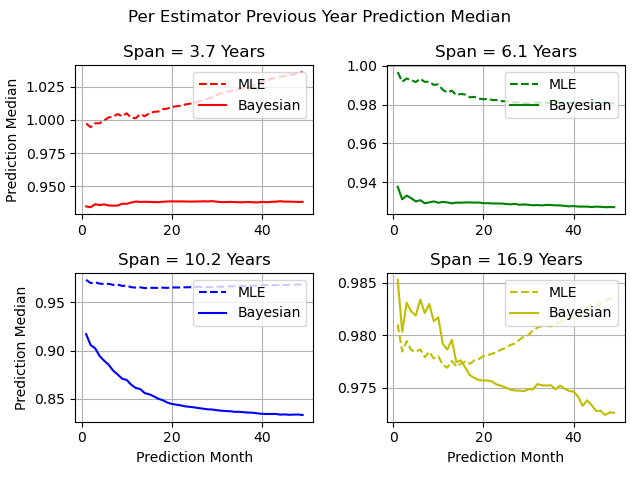 Per Estimator Previous Year Prediction Median
Span = 3.7 Years
Prediction Median
1.025
1.000
0.975
0.950
0
20
40
MLE
Bayesian
Span = 6.1 Years
1.00
0.98
0.96
0.94
0
20
40
MLE
Bayesian
Span = 10.2 Years
Prediction Median
0.95
0.90
0.85
0
20
40
Prediction Month
MLE
Bayesian
Span = 16.9 Years
0.985
0.980
0.975
0
20
40
Prediction Month
MLE
Bayesian